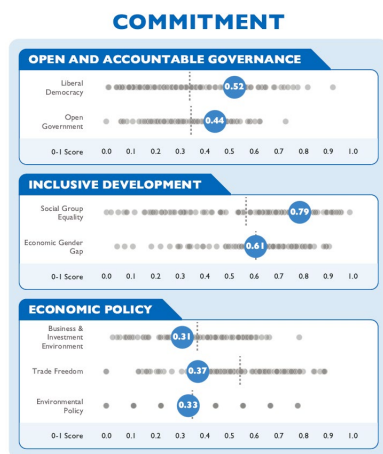 COMMITMENT
OPEN AND ACCOUNTABLE GOVERNANCE
Liberal
Democracy
0.52
Open
Government
0.44
0-1 Score 0.0 0.1 0.2 0.3 0.4 0.5 0.6 0.7 0.8 0.9 1.0
INCLUSIVE DEVELOPMENT
Social Group
Equality
0.79
Economic Gender
Gap
0.61
0-1 Score 0.0 0.1 0.2 0.3 0.4 0.5 0.6 0.7 0.8 0.9 1.0
ECONOMIC POLICY
Business &
Investment
Environment
0.31
Trade Freedom
0.37
Environmental
Policy
0.33
0-1 Score 0.0 0.1 0.2 0.3 0.4 0.5 0.6 0.7 0.8 0.9 1.0